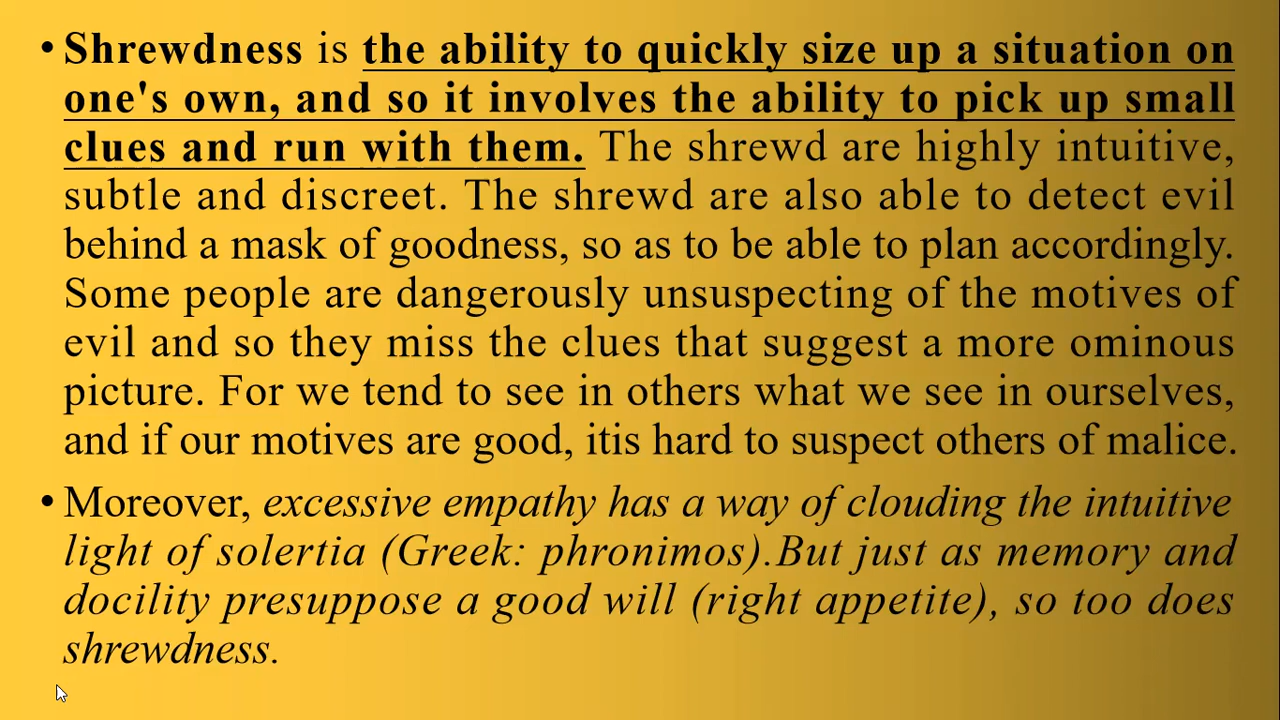 • Shrewdness is the ability to quickly size up a situation on
one's own, and so it involves the ability to pick up small
clues and run with them. The shrewd are highly intuitive,
subtle and discreet. The shrewd are also able to detect evil
behind a mask of goodness, so as to be able to plan accordingly.
Some people are dangerously unsuspecting of the motives of
evil and so they miss the clues that suggest a more ominous
picture. For we tend to see in others what we see in ourselves,
and if our motives are good, itis hard to suspect others of malice.
• Moreover, excessive empathy has a way of clouding the intuitive
light of solertia (Greek: phronimos).But just as memory and
docility presuppose a good will (right appetite), so too does
shrewdness.